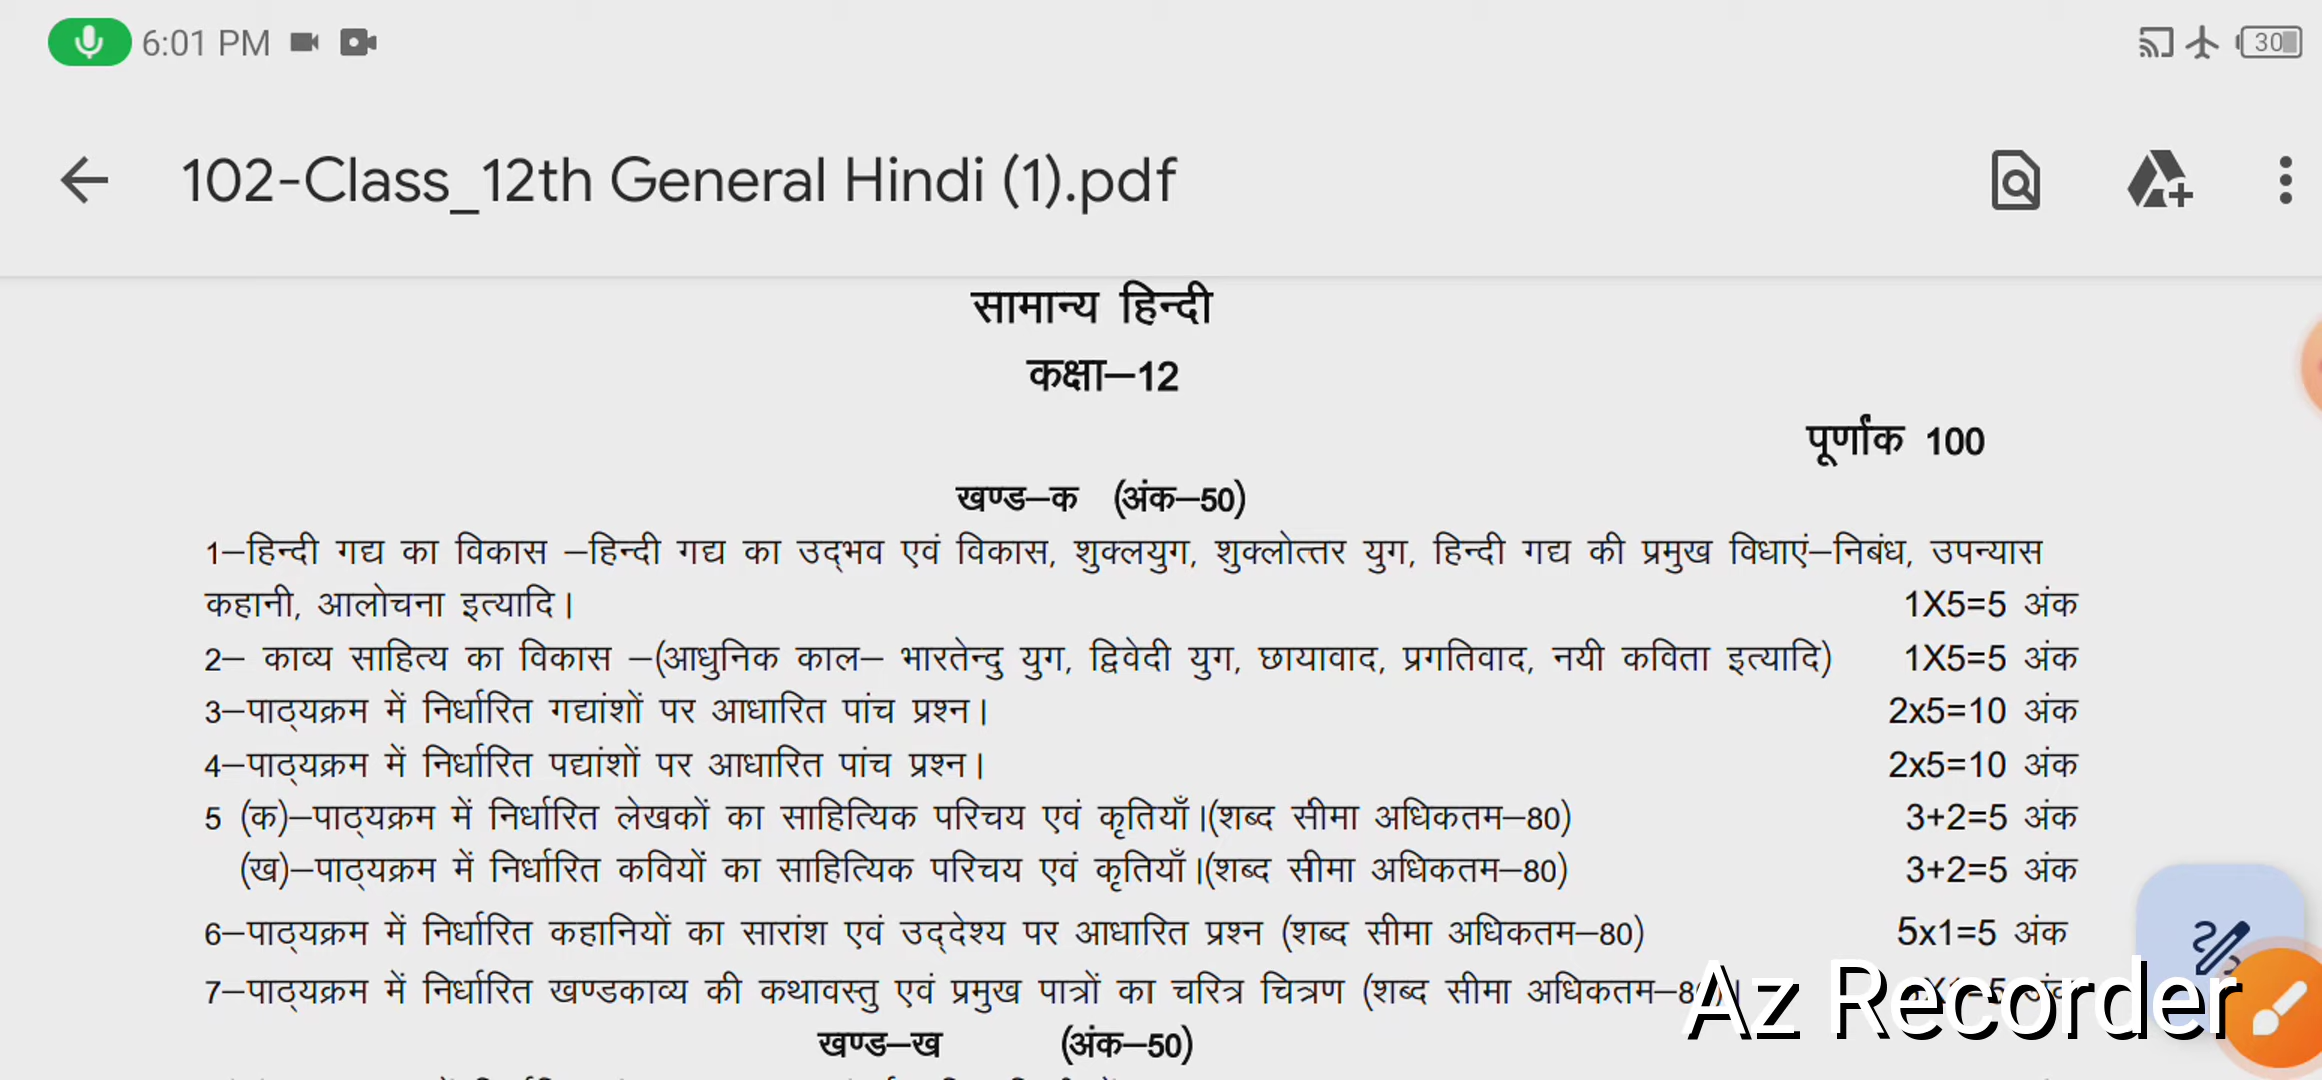 6:01 PM
30
102-Class_12th General Hindi (1).pdf
सामान्य हिन्दी
कक्षा–12
पूर्णांक 100
खण्ड–क (अंक–50)
1–हिन्दी गद्य का विकास –हिन्दी गद्य का उद्भव एवं विकास, शुक्लयुग, शुक्लोत्तर युग, हिन्दी गद्य की प्रमुख विधाएं–निबंध, उपन्यास
कहानी, आलोचना इत्यादि। 1X5=5 अंक
2– काव्य साहित्य का विकास –(आधुनिक काल– भारतेन्दु युग, द्विवेदी युग, छायावाद, प्रगतिवाद, नयी कविता इत्यादि) 1X5=5 अंक
3–पाठ्यक्रम में निर्धारित गद्यांशों पर आधारित पांच प्रश्न। 2x5=10 अंक
4–पाठ्यक्रम में निर्धारित पद्यांशों पर आधारित पांच प्रश्न। 2x5=10 अंक
5 (क)–पाठ्यक्रम में निर्धारित लेखकों का साहित्यिक परिचय एवं कृतियाँ।(शब्द सीमा अधिकतम–80) 3+2=5 अंक
(ख)–पाठ्यक्रम में निर्धारित कवियों का साहित्यिक परिचय एवं कृतियाँ।(शब्द सीमा अधिकतम–80) 3+2=5 अंक
6–पाठ्यक्रम में निर्धारित कहानियों का सारांश एवं उद्देश्य पर आधारित प्रश्न (शब्द सीमा अधिकतम–80) 5x1=5 अंक
7–पाठ्यक्रम में निर्धारित खण्डकाव्य की कथावस्तु एवं प्रमुख पात्रों का चरित्र चित्रण (शब्द सीमा
Az Recorder
खण्ड–ख (अंक–50)